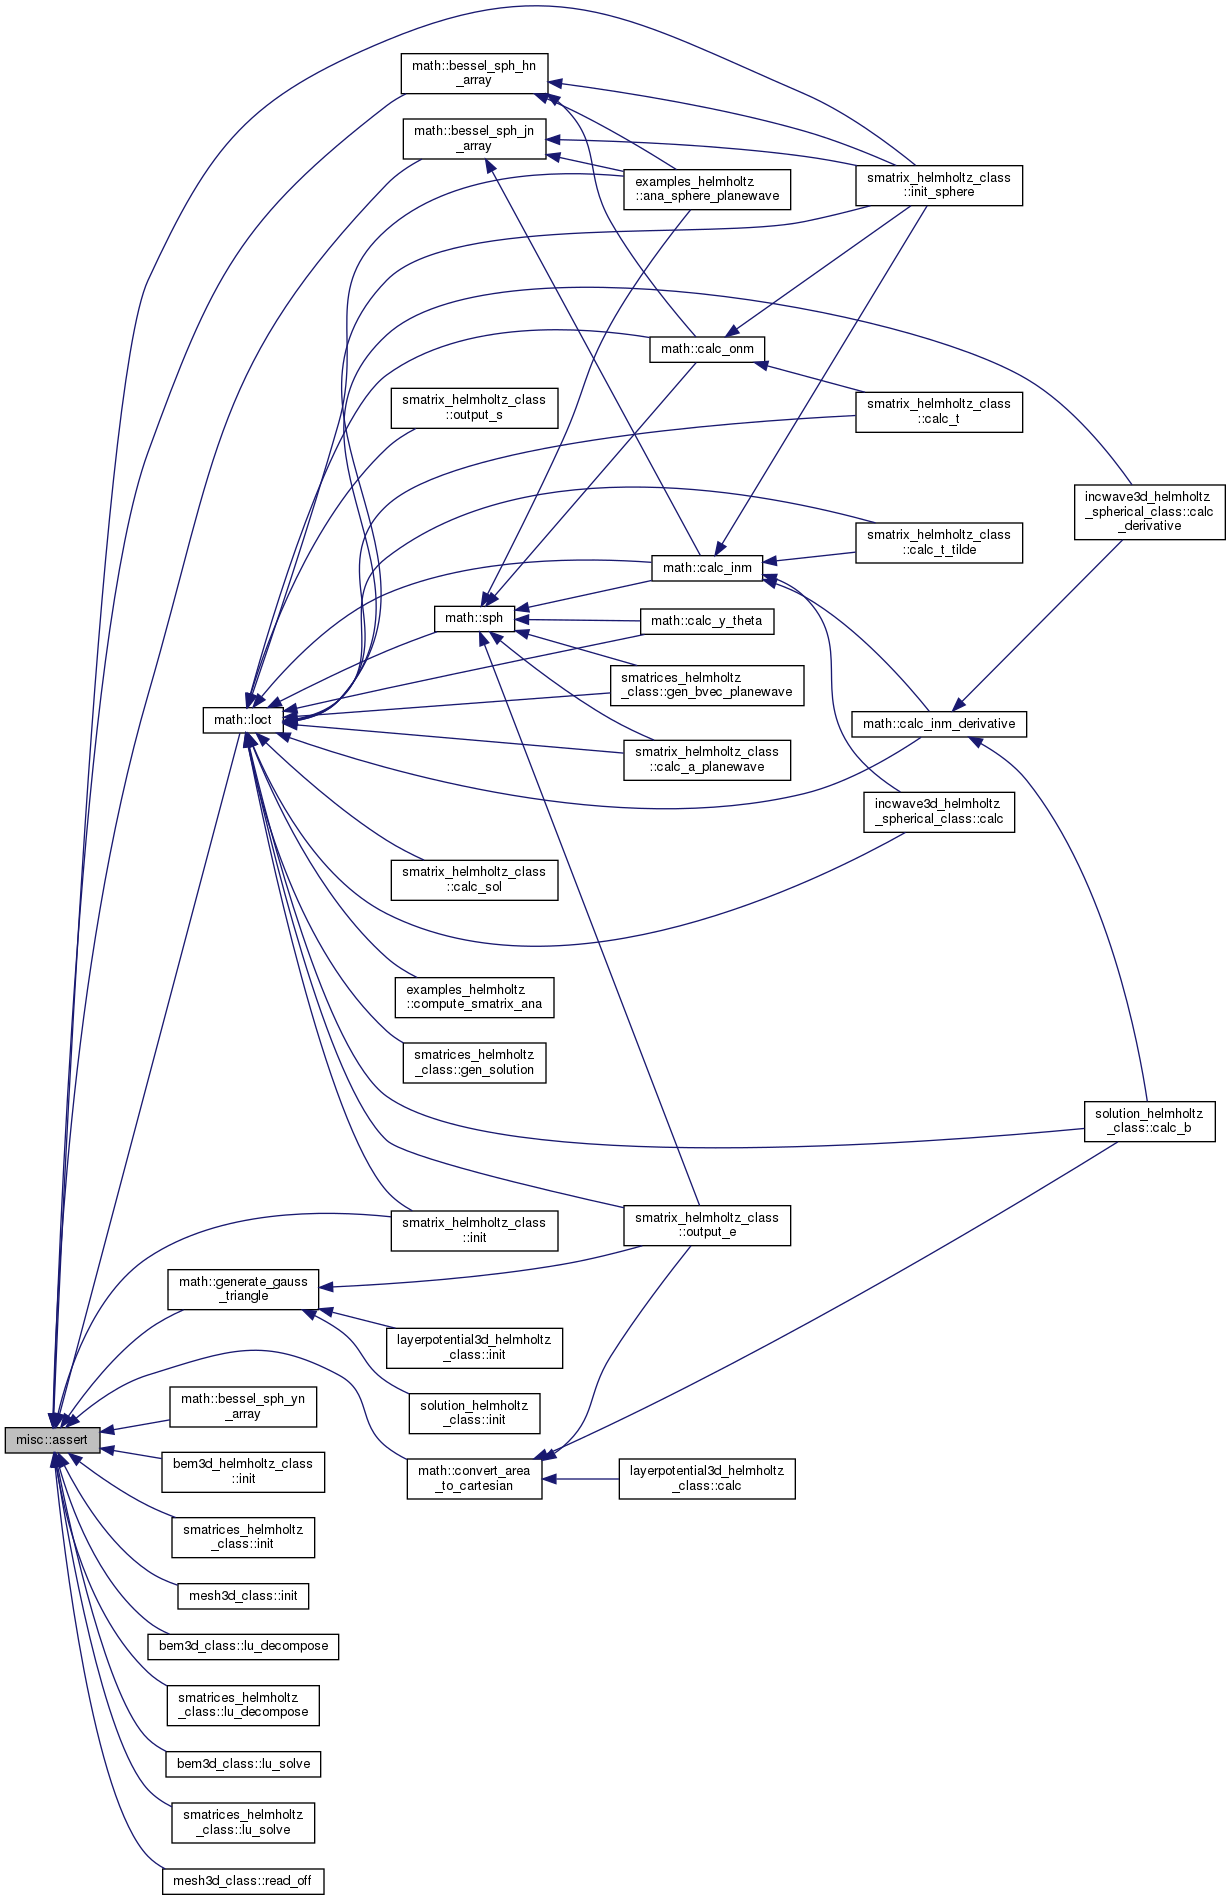 math::bessel_sph_hn
_array
math::bessel_sph_jn
_array
examples_helmholtz
::ana_sphere_planewave
smatrix_helmholtz_class
::init_sphere
math::calc_onm
smatrix_helmholtz_class
::output_s
smatrix_helmholtz_class
::calc_t
incwave3d_helmholtz
_spherical_class::calc
_derivative
smatrix_helmholtz_class
::calc_t_tilde
math::calc_inm
math::sph
math::calc_y_theta
smatrices_helmholtz
_class::gen_bvec_planewave
math::loct
math::calc_inm_derivative
smatrix_helmholtz_class
::calc_a_planewave
incwave3d_helmholtz
_spherical_class::calc
smatrix_helmholtz_class
::calc_sol
examples_helmholtz
::compute_smatrix_ana
smatrices_helmholtz
_class::gen_solution
solution_helmholtz
_class::calc_b
smatrix_helmholtz_class
::output_e
smatrix_helmholtz_class
::init
math::generate_gauss
_triangle
layerpotential3d_helmholtz
_class::init
solution_helmholtz
_class::init
math::bessel_sph_yn
_array
misc::assert
bem3d_helmholtz_class
::init
math::convert_area
_to_cartesian
layerpotential3d_helmholtz
_class::calc
smatrices_helmholtz
_class::init
mesh3d_class::init
bem3d_class::lu_decompose
smatrices_helmholtz
_class::lu_decompose
bem3d_class::lu_solve
smatrices_helmholtz
_class::lu_solve
mesh3d_class::read_off